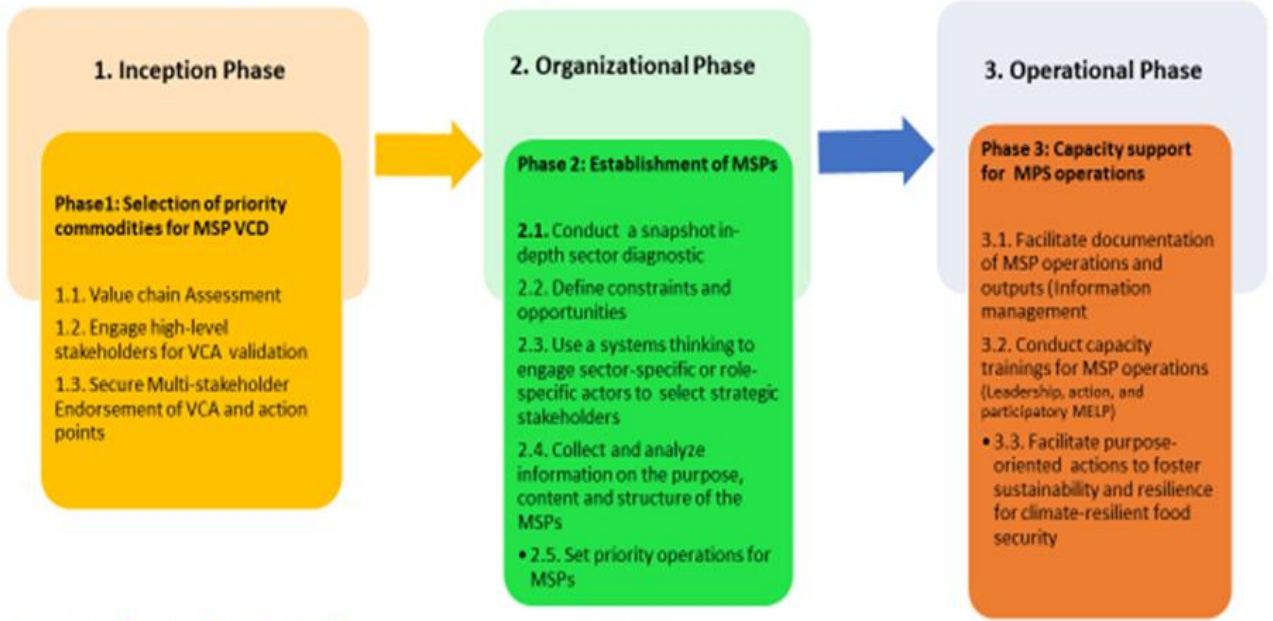 1. Inception Phase
Phase1: Selection of priority
commodities for MSP VCD
1.1. Value chain Assessment
1.2. Engage high-level
stakeholders for VCA validation
1.3. Secure Multi-stakeholder
Endorsement of VCA and action
points
2. Organizational Phase
Phase 2: Establishment of MSPs
2.1. Conduct a snapshot in-
depth sector diagnostic
2.2. Define constraints and
opportunities
2.3. Use a systems thinking to
engage sector-specific or role-
specific actors to select strategic
stakeholders
2.4. Collect and analyze
information on the purpose,
content and structure of the
MSPs
• 2.5. Set priority operations for
MSPs
3. Operational Phase
Phase 3: Capacity support
for MPS operations
3.1. Facilitate documentation
of MSP operations and
outputs (Information
management
3.2. Conduct capacity
trainings for MSP operations
(Leadership, action, and
participatory MELP)
• 3.3. Facilitate purpose-
oriented actions to foster
sustainability and resilience
for climate-resilient food
security